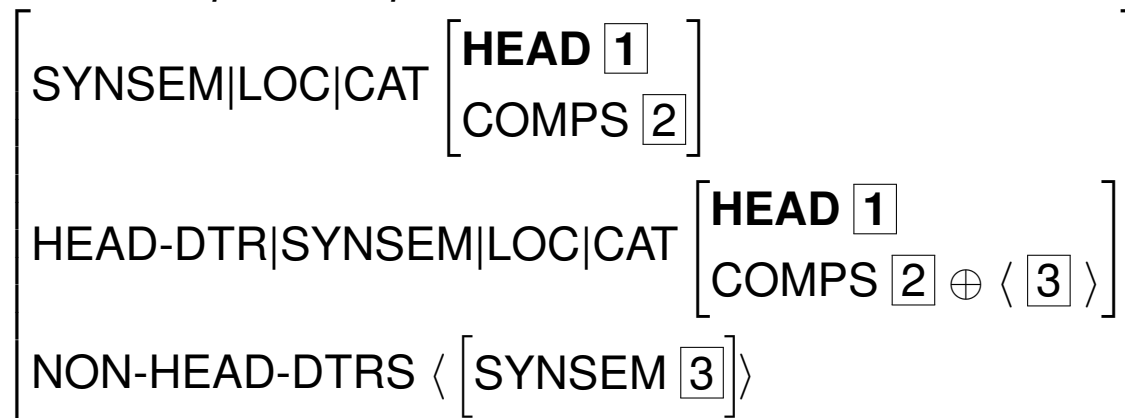 SYNSEM|LOC|CAT [HEAD 1
COMPS 2]
HEAD-DTR|SYNSEM|LOC|CAT [HEAD 1
COMPS 2 ⊕ ⟨ 3 ⟩]
NON-HEAD-DTRS ⟨ [SYNSEM 3] ⟩